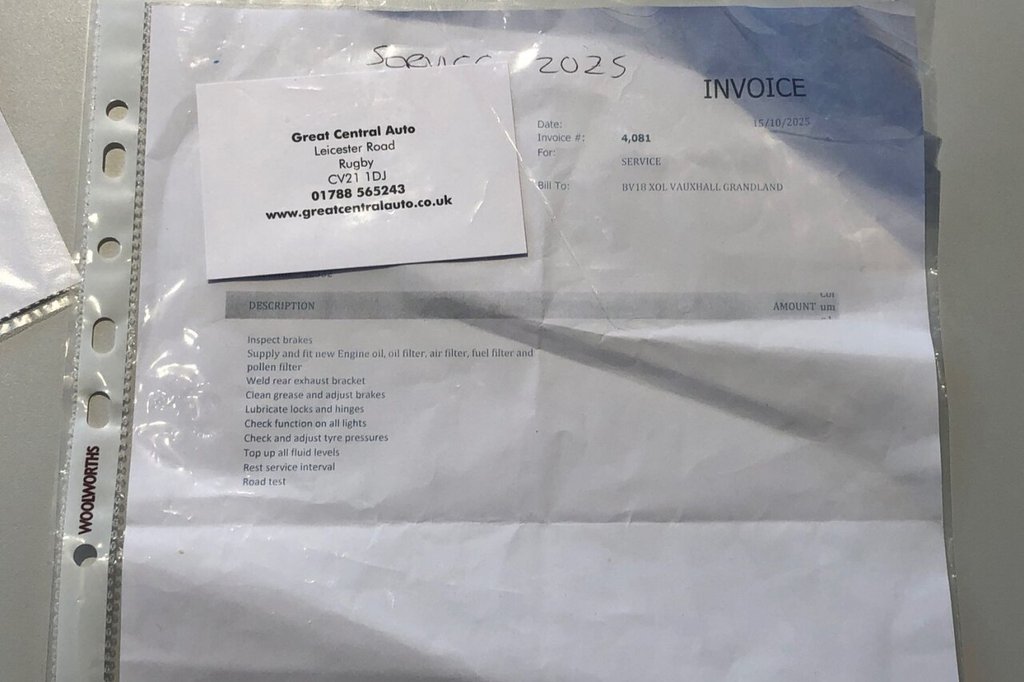 SERVICE 2025
INVOICE
Great Central Auto
Leicester Road
Rugby
CV21 1DJ
01788 565243
www.greatcentralauto.co.uk
Date: 15/10/2025
Invoice #: 4,081
For: SERVICE
Bill To: BV18 XOL VAUXHALL GRANDLAND
DESCRIPTION AMOUNT um
Inspect brakes
Supply and fit new Engine oil, oil filter, air filter, fuel filter and
pollen filter
Weld rear exhaust bracket
Clean grease and adjust brakes
Lubricate locks and hinges
Check function on all lights
Check and adjust tyre pressures
Top up all fluid levels
Rest service interval
Road test
WOOLWORTHS